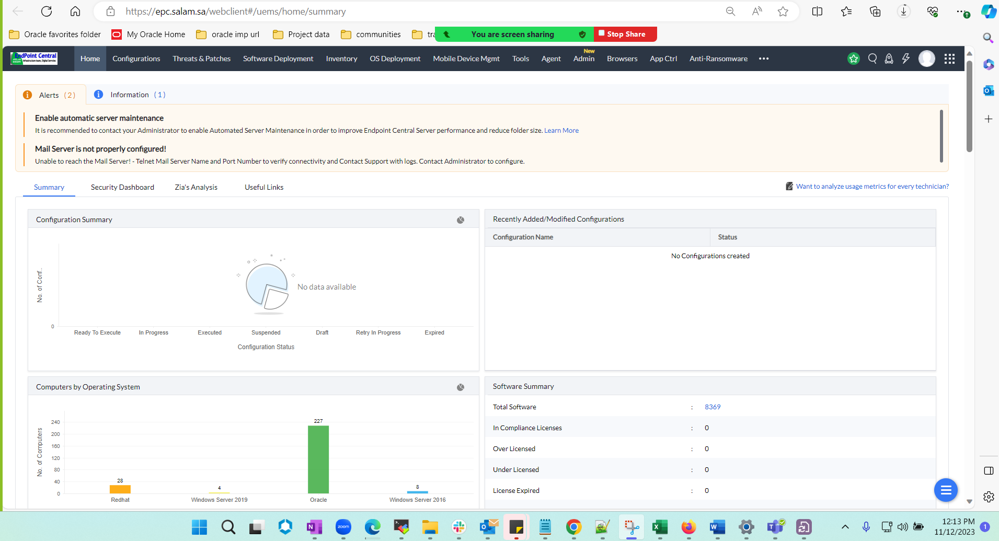 https://epc.salam.sa/webclient#/uems/home/summary
Oracle favorites folder My Oracle Home oracle imp url Project data communities tra
You are screen sharing Stop Share
EndPoint Central
Infrastructure team, Digital Services
Home Configurations Threats & Patches Software Deployment Inventory OS Deployment Mobile Device Mgmt Tools Agent Admin New Browsers App Ctrl Anti-Ransomware
Alerts (2) Information (1)
Enable automatic server maintenance
It is recommended to contact your Administrator to enable Automated Server Maintenance in order to improve Endpoint Central Server performance and reduce folder size. Learn More
Mail Server is not properly configured!
Unable to reach the Mail Server! - Telnet Mail Server Name and Port Number to verify connectivity and Contact Support with logs. Contact Administrator to configure.
Summary Security Dashboard Zia's Analysis Useful Links
Want to analyze usage metrics for every technician?
Configuration Summary
No. of Conf..
No data available
0
Ready To Execute In Progress Executed Suspended Draft Retry In Progress Expired
Configuration Status
Recently Added/Modified Configurations
Configuration Name Status
No Configurations created
Computers by Operating System
No. of Computers
240
200
160
120
80
40
0
28 4 227 8
Redhat Windows Server 2019 Oracle Windows Server 2016
Software Summary
Total Software : 8369
In Compliance Licenses : 0
Over Licensed : 0
Under Licensed : 0
License Expired : 0
zoom
12:13 PM
11/12/2023
1